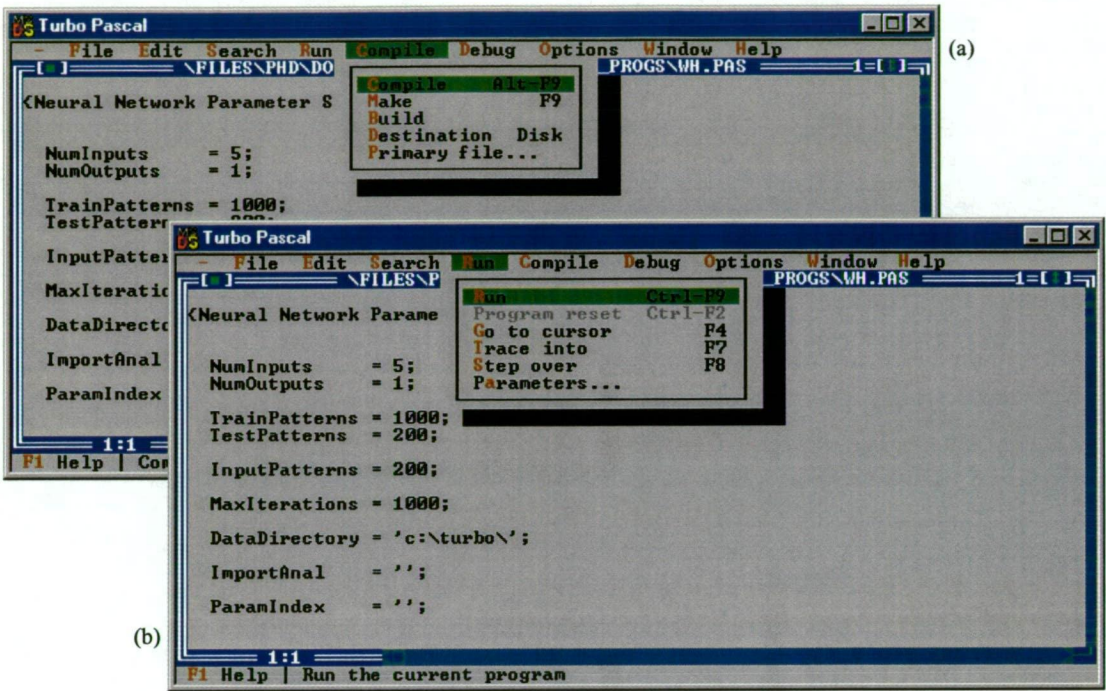 Turbo Pascal
- File Edit Search Run Compile Debug Options Window Help
(a)
\FILES\PHD\DO
PROGS\WH.PAS
1=[↕]
Compile Alt-F9
Make F9
Build
Destination Disk
Primary file...
{Neural Network Parameter S
NumInputs = 5;
NumOutputs = 1;
TrainPatterns = 1000;
TestPattern
InputPatte
MaxIteratio
DataDirecto
ImportAnal
ParamIndex
1:1
F1 Help | Com
Turbo Pascal
- File Edit Search Run Compile Debug Options Window Help
\FILES\P
PROGS\WH.PAS
1=[↕]
Run Ctrl-F9
Program reset Ctrl-F2
Go to cursor F4
Trace into F7
Step over F8
Parameters...
{Neural Network Parame
NumInputs = 5;
NumOutputs = 1;
TrainPatterns = 1000;
TestPatterns = 200;
InputPatterns = 200;
MaxIterations = 1000;
DataDirectory = 'c:\turbo\';
ImportAnal = '';
ParamIndex = '';
(b)
1:1
F1 Help | Run the current program